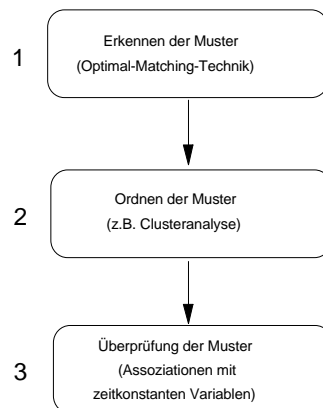 1
Erkennen der Muster
(Optimal-Matching-Technik)
2
Ordnen der Muster
(z.B. Clusteranalyse)
3
Überprüfung der Muster
(Assoziationen mit
zeitkonstanten Variablen)